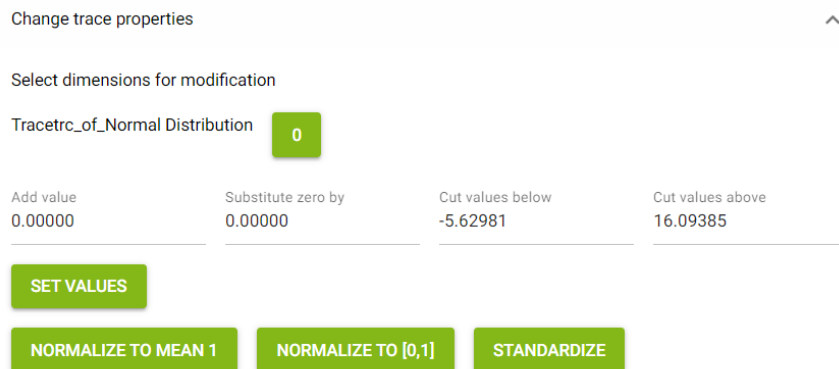 Change trace properties
Select dimensions for modification
Tracetrc_of_Normal Distribution 0
Add value Substitute zero by Cut values below Cut values above
0.00000 0.00000 -5.62981 16.09385
SET VALUES
NORMALIZE TO MEAN 1 NORMALIZE TO [0,1] STANDARDIZE